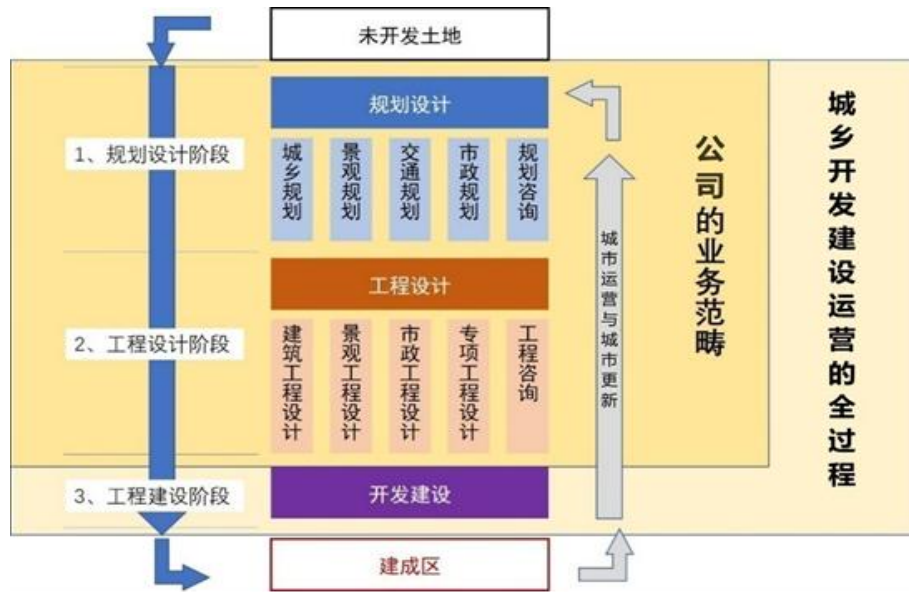 未开发土地
规划设计
1、规划设计阶段
城乡规划
景观规划
交通规划
市政规划
规划咨询
工程设计
2、工程设计阶段
建筑工程设计
景观工程设计
市政工程设计
专项工程设计
工程咨询
城市运营与城市更新
公司的业务范畴
城乡开发建设运营的全过程
3、工程建设阶段
开发建设
建成区